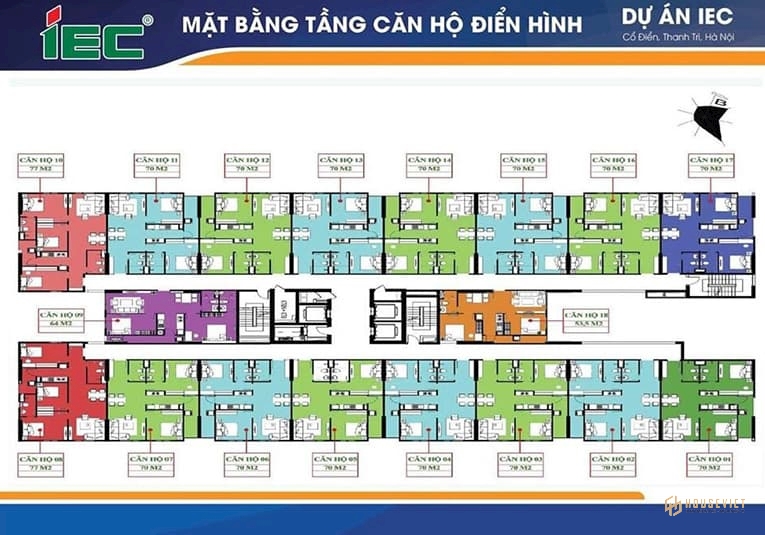 iEC®
MẶT BẰNG TẦNG CĂN HỘ ĐIỂN HÌNH
DỰ ÁN IEC
Cổ Điển, Thanh Trì, Hà Nội
B
CĂN HỘ 10
77 M2
CĂN HỘ 11
70 M2
CĂN HỘ 12
70 M2
CĂN HỘ 13
70 M2
CĂN HỘ 14
70 M2
CĂN HỘ 15
70 M2
CĂN HỘ 16
70 M2
CĂN HỘ 17
70 M2
CĂN HỘ 09
64 M2
CĂN HỘ 18
53,5 M2
CĂN HỘ 08
77 M2
CĂN HỘ 07
70 M2
CĂN HỘ 06
70 M2
CĂN HỘ 05
70 M2
CĂN HỘ 04
70 M2
CĂN HỘ 03
70 M2
CĂN HỘ 02
70 M2
CĂN HỘ 01
70 M2
HOUSEVIET